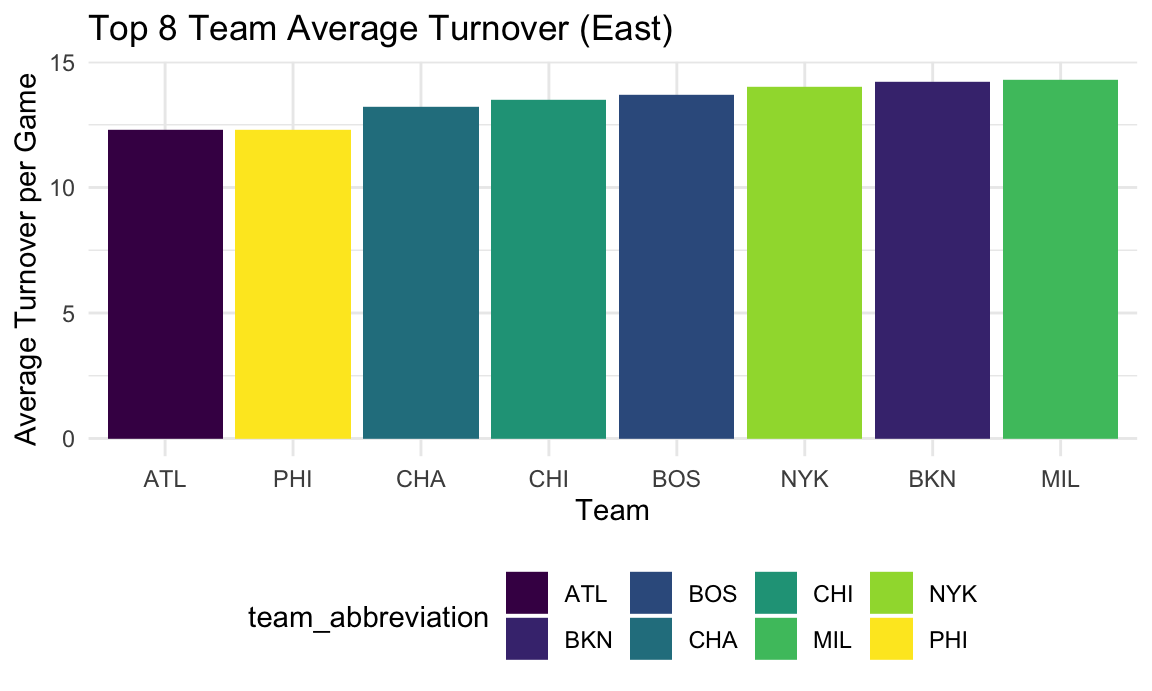 Top 8 Team Average Turnover (East)
Average Turnover per Game
15
10
5
0
ATL PHI CHA CHI BOS NYK BKN MIL
Team
team_abbreviation
ATL BOS CHI NYK
BKN CHA MIL PHI